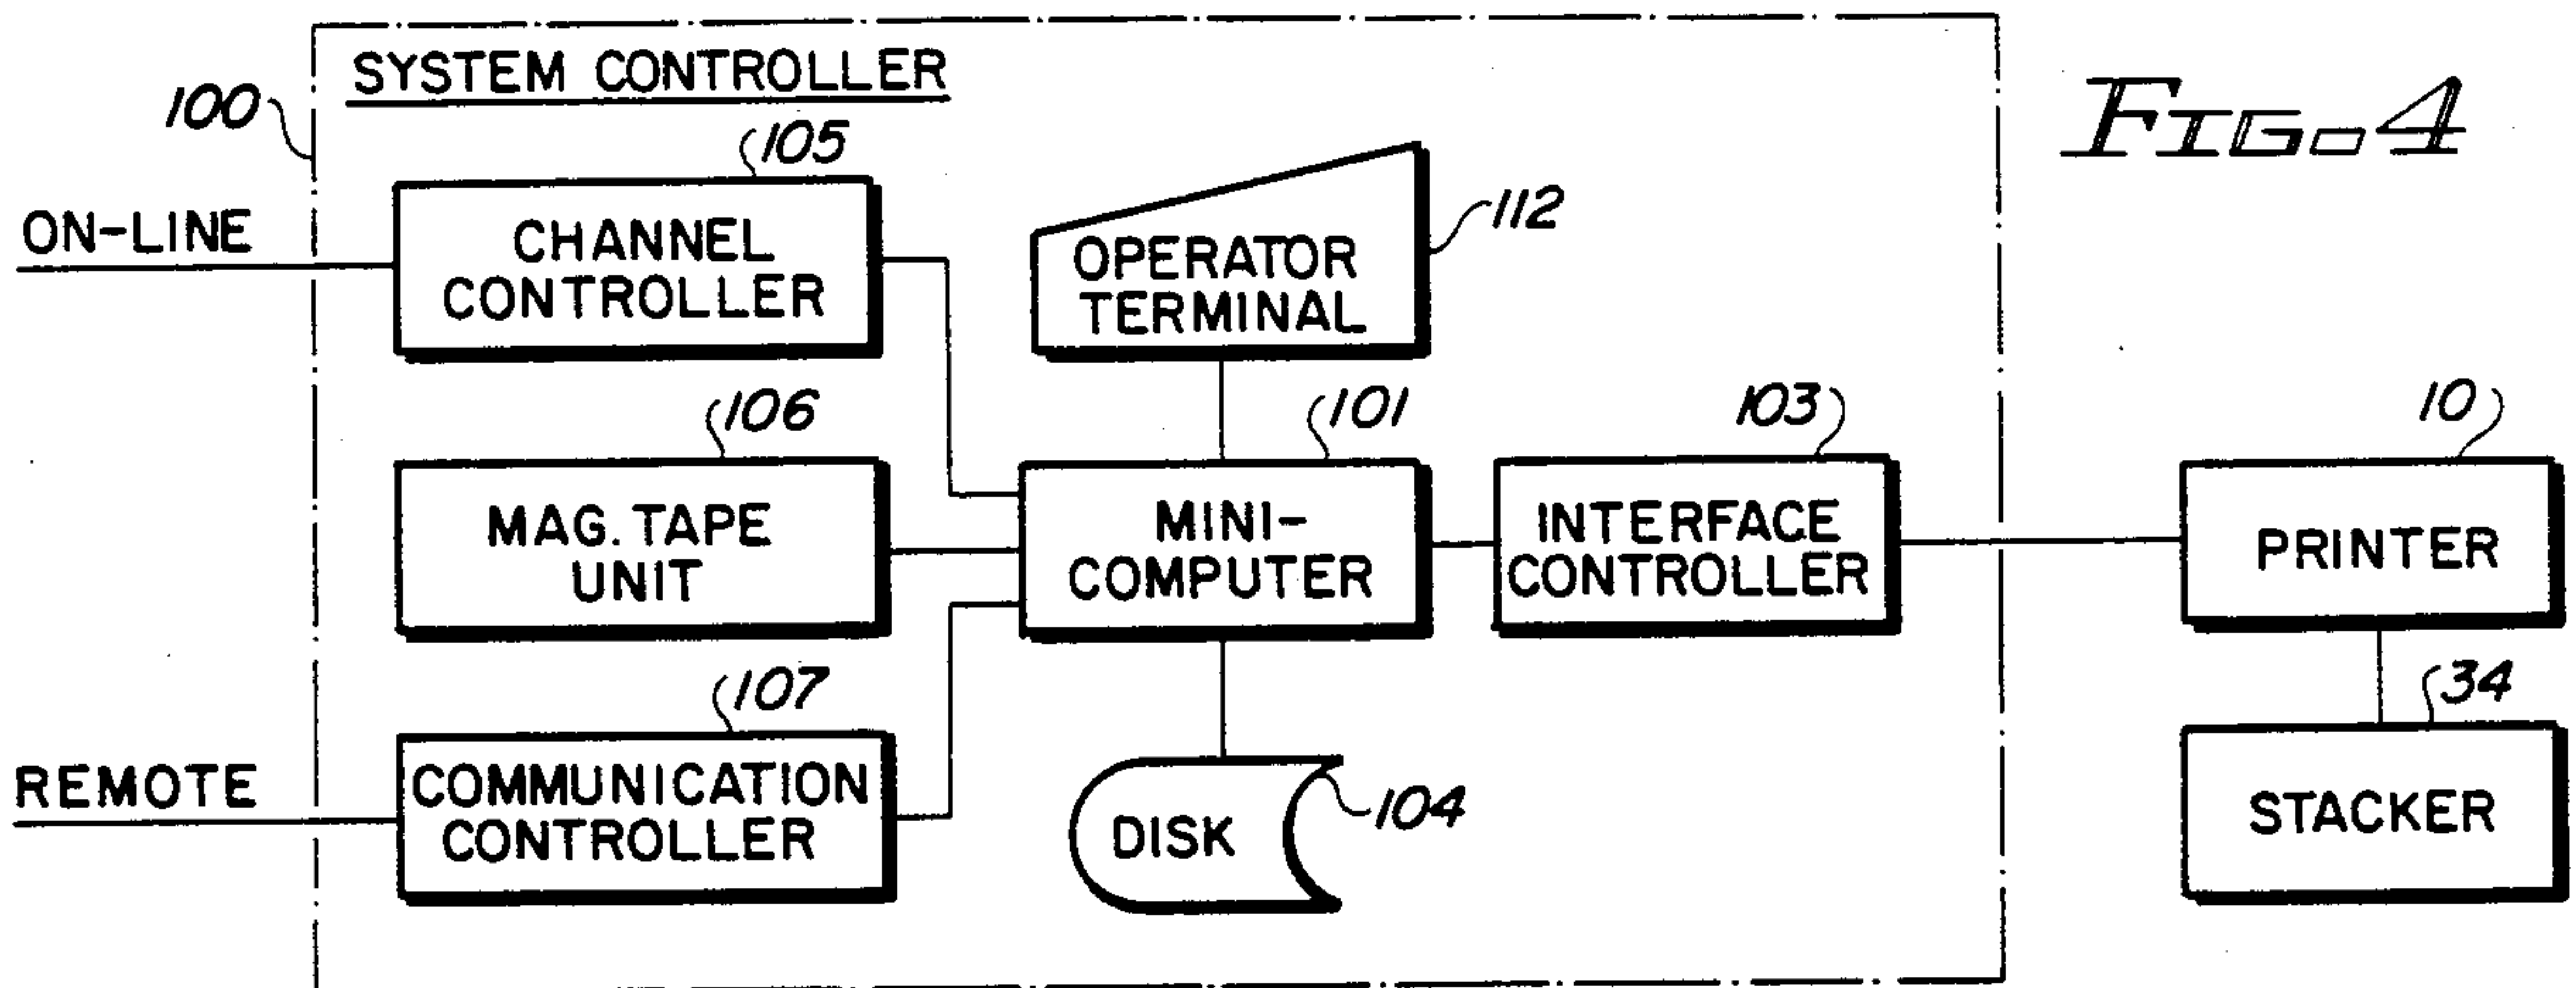 SYSTEM CONTROLLER
100
FIG. 4
105
ON-LINE
CHANNEL
CONTROLLER
OPERATOR
TERMINAL
112
106
101
103
10
MAG. TAPE
UNIT
MINI-
COMPUTER
INTERFACE
CONTROLLER
PRINTER
107
34
REMOTE
COMMUNICATION
CONTROLLER
DISK
104
STACKER